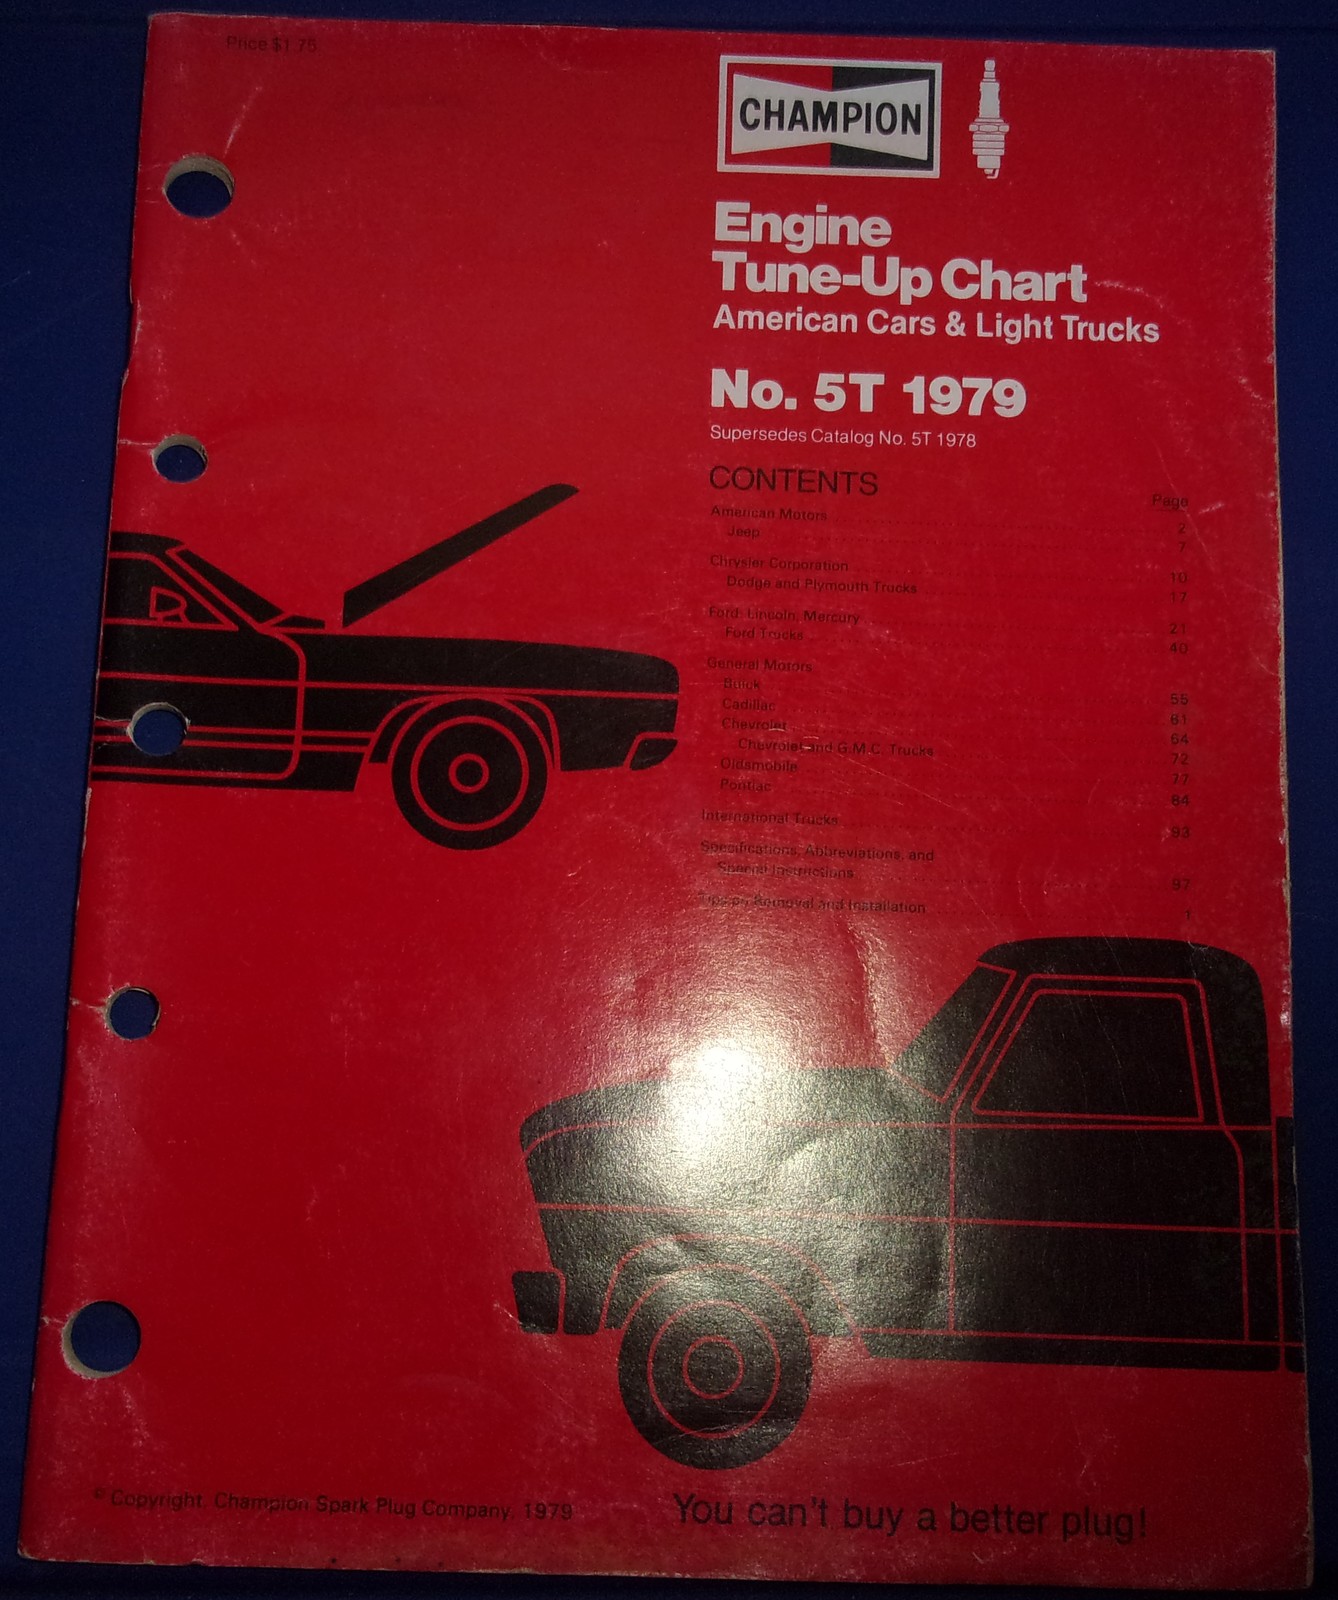 Price $1.75
CHAMPION
Engine
Tune-Up Chart
American Cars & Light Trucks
No. 5T 1979
Supersedes Catalog No. 5T 1978
CONTENTS
Page
American Motors 2
Jeep 7
Chrysler Corporation 10
Dodge and Plymouth Trucks 17
Ford, Lincoln, Mercury 21
Ford Trucks 40
General Motors
Buick 55
Cadillac 61
Chevrolet 64
Chevrolet and G.M.C. Trucks 72
Oldsmobile 77
Pontiac 84
International Trucks 93
Specifications, Abbreviations, and
Special Instructions 97
Tips on Removal and Installation 1
© Copyright, Champion Spark Plug Company, 1979
You can't buy a better plug!